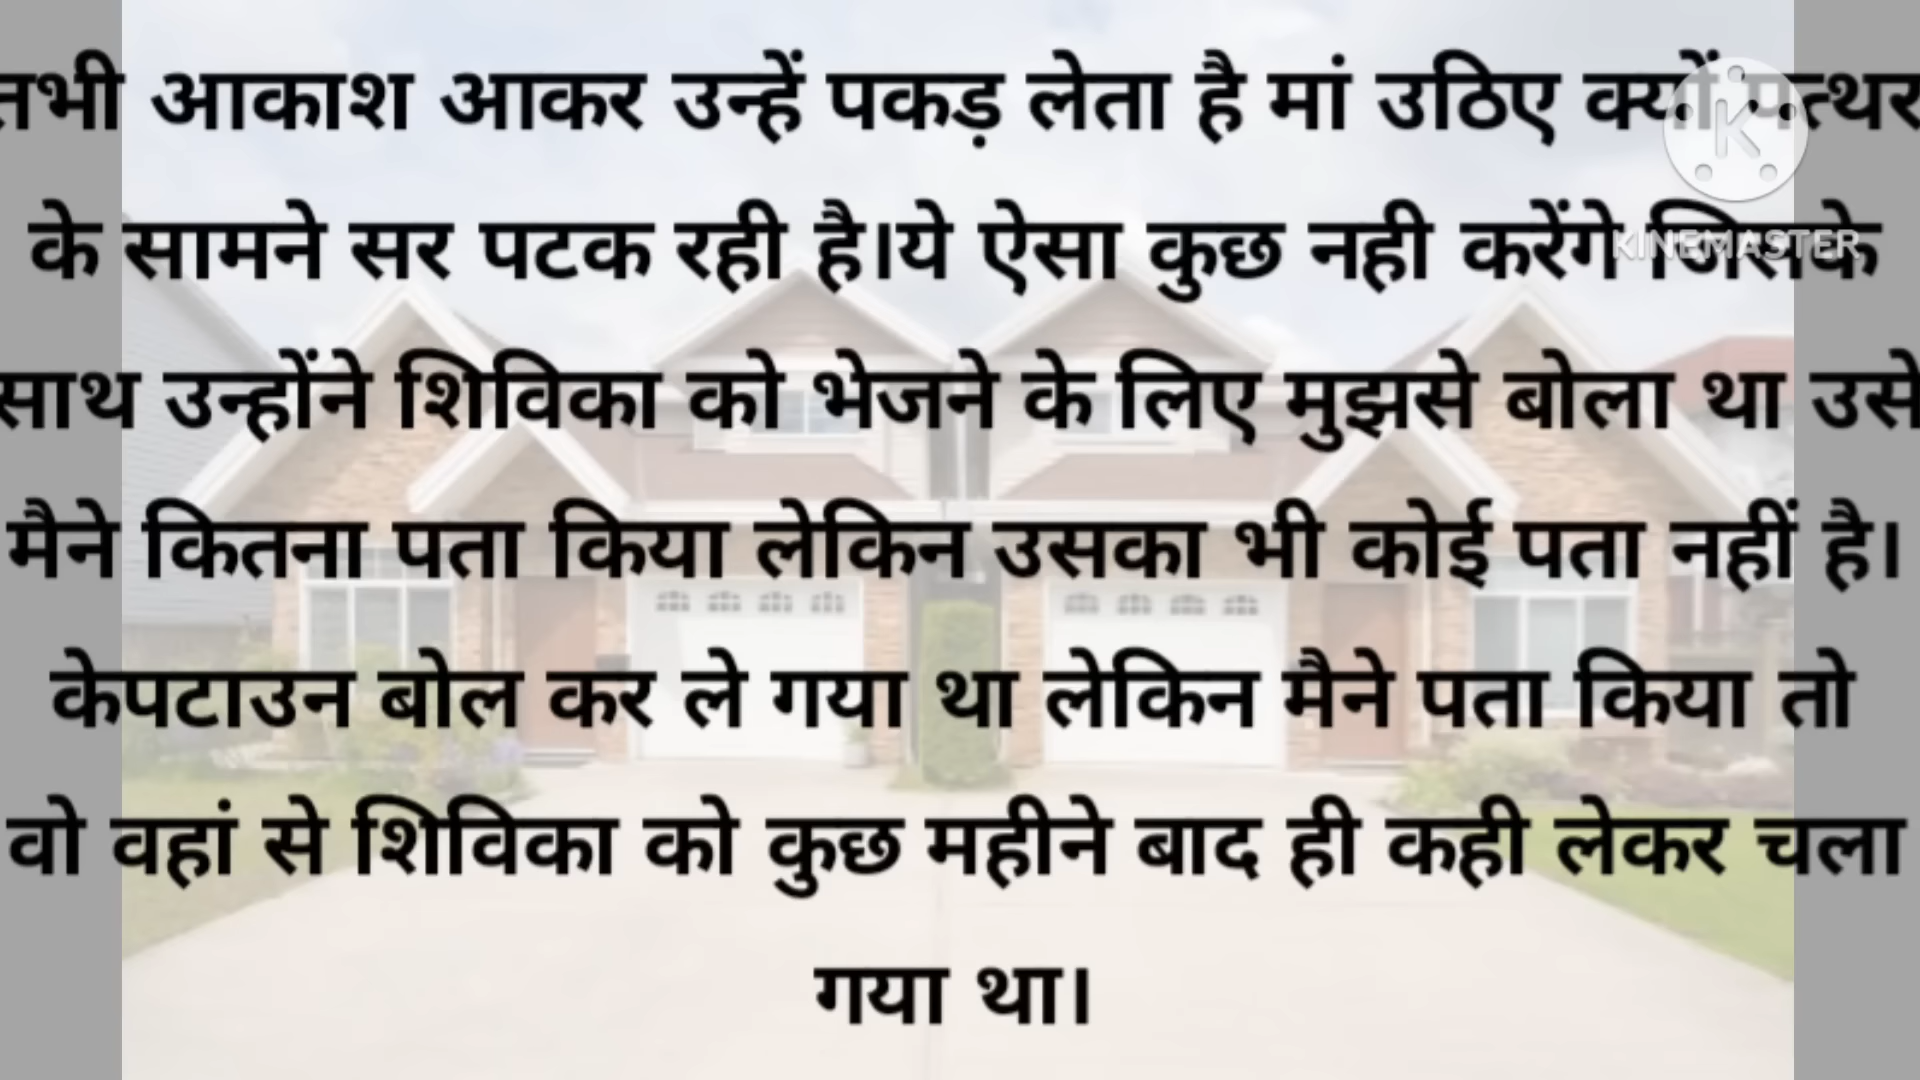 तभी आकाश आकर उन्हें पकड़ लेता है मां उठिए क्यों पत्थर
के सामने सर पटक रही है।ये ऐसा कुछ नही करेंगे जिसके
साथ उन्होंने शिविका को भेजने के लिए मुझसे बोला था उसे
मैने कितना पता किया लेकिन उसका भी कोई पता नहीं है।
केपटाउन बोल कर ले गया था लेकिन मैने पता किया तो
वो वहां से शिविका को कुछ महीने बाद ही कही लेकर चला
गया था।
K
KINEMASTER